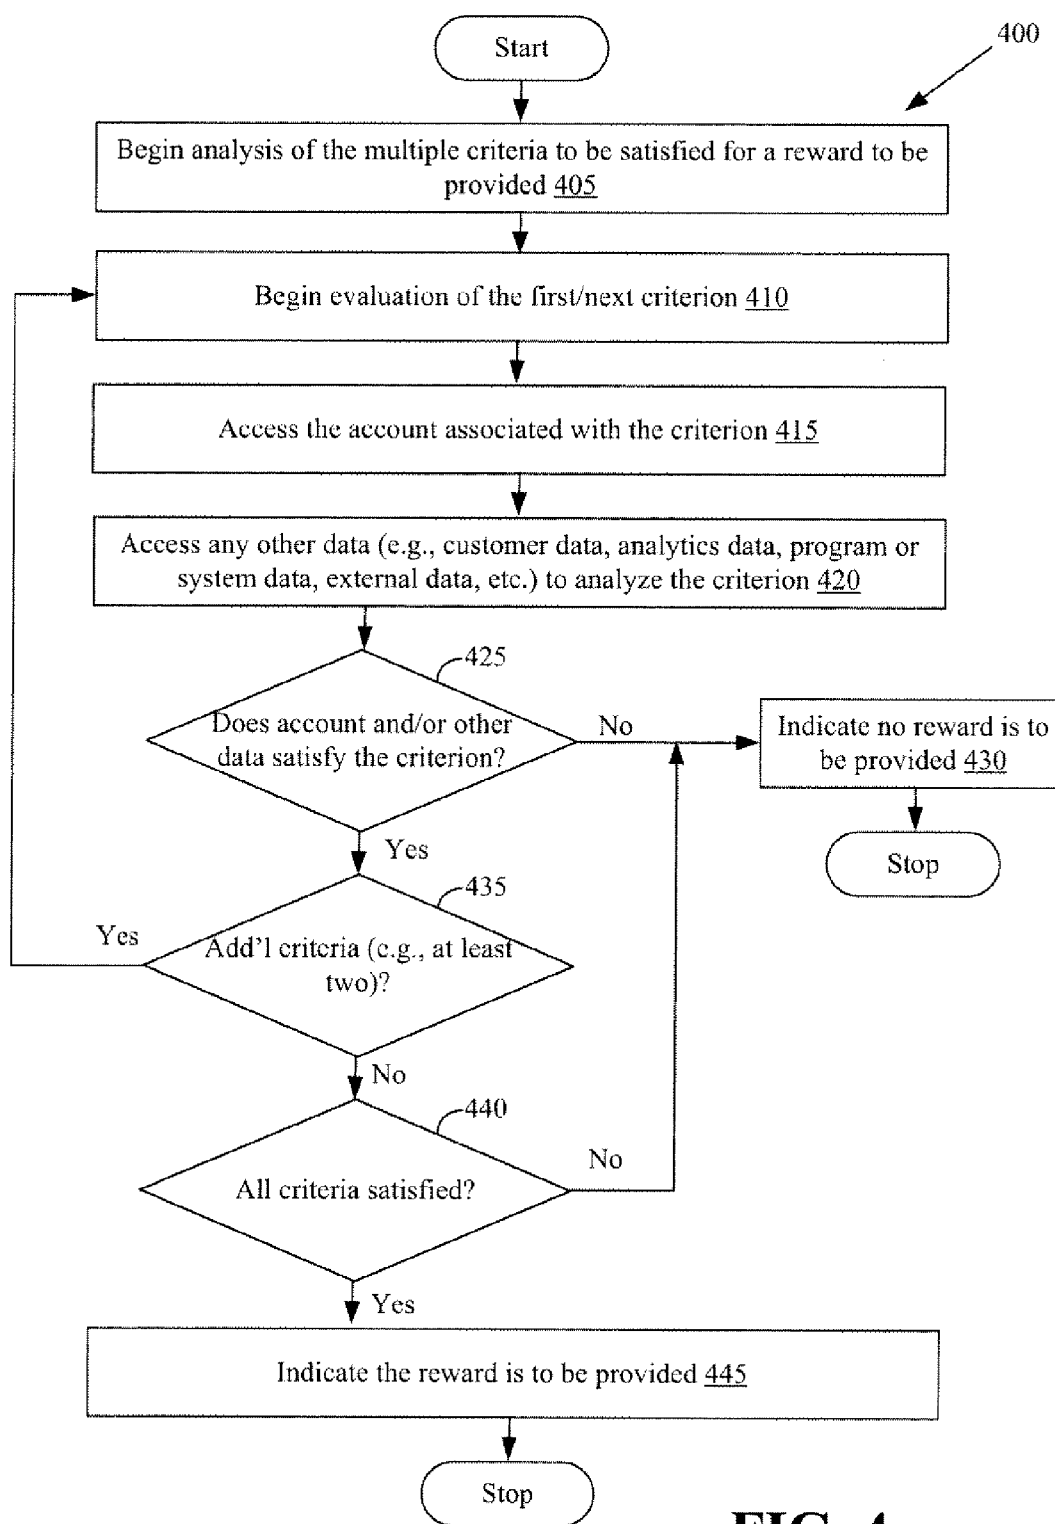 Start
400
Begin analysis of the multiple criteria to be satisfied for a reward to be
provided 405
Begin evaluation of the first/next criterion 410
Access the account associated with the criterion 415
Access any other data (e.g., customer data, analytics data, program or
system data, external data, etc.) to analyze the criterion 420
425
Does account and/or other
data satisfy the criterion?
No
Indicate no reward is to
be provided 430
Stop
Yes
435
Yes
Add'l criteria (e.g., at least
two)?
No
440
All criteria satisfied?
No
Yes
Indicate the reward is to be provided 445
Stop
FIG. 4